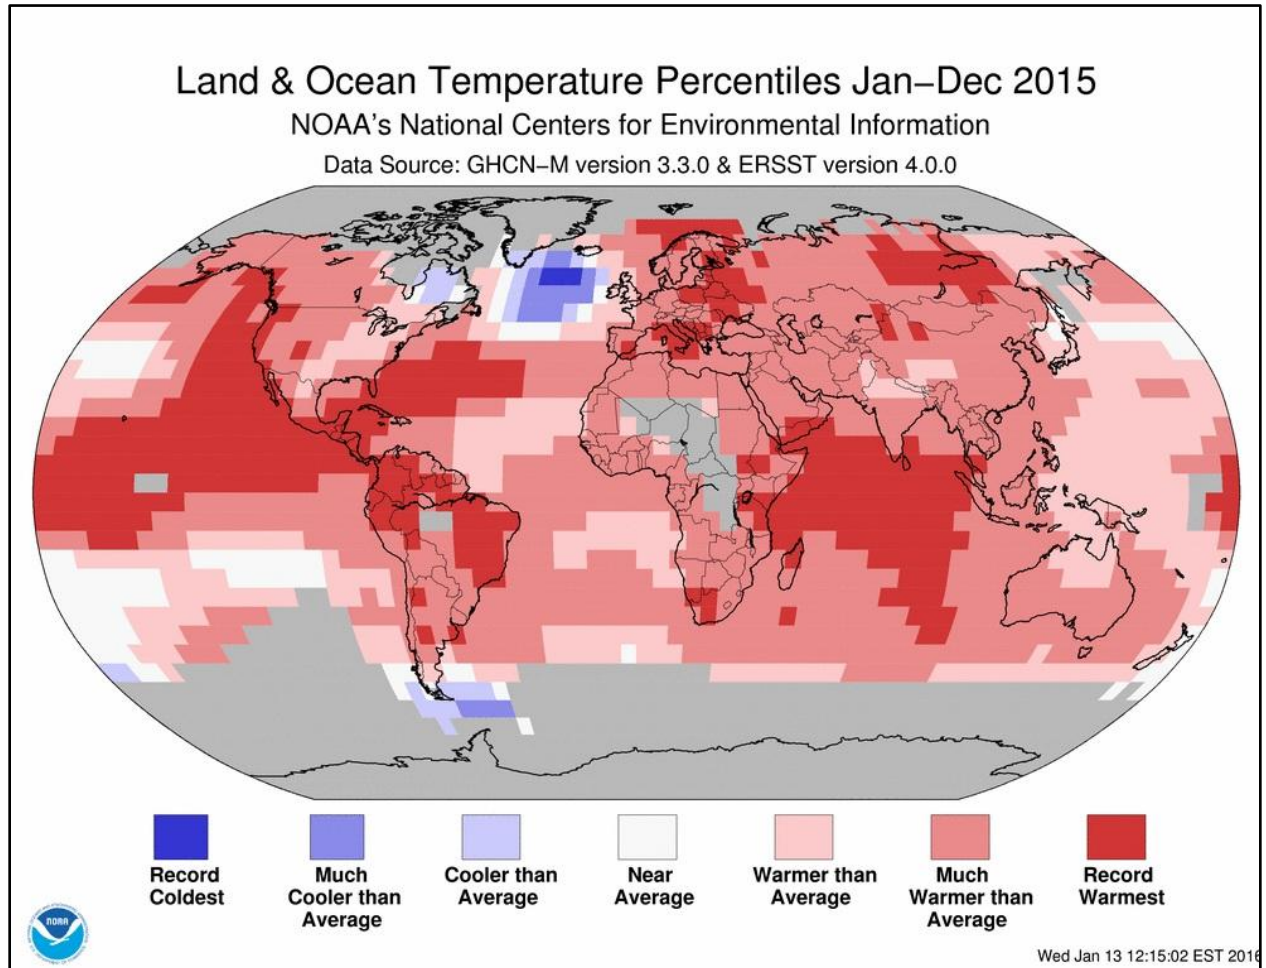 Land & Ocean Temperature Percentiles Jan–Dec 2015
NOAA's National Centers for Environmental Information
Data Source: GHCN–M version 3.3.0 & ERSST version 4.0.0
Record
Coldest
Much
Cooler than
Average
Cooler than
Average
Near
Average
Warmer than
Average
Much
Warmer than
Average
Record
Warmest
NOAA
Wed Jan 13 12:15:02 EST 2016